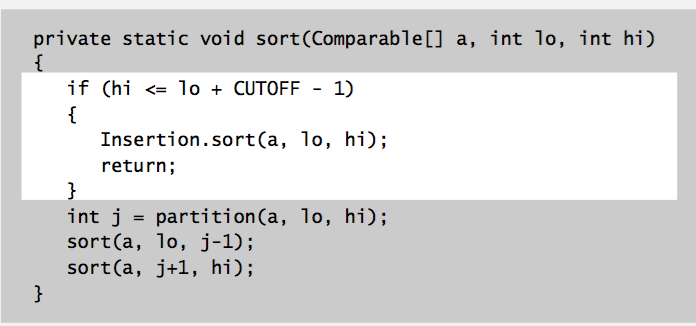 private static void sort(Comparable[] a, int lo, int hi)
{
if (hi <= lo + CUTOFF - 1)
{
Insertion.sort(a, lo, hi);
return;
}
int j = partition(a, lo, hi);
sort(a, lo, j-1);
sort(a, j+1, hi);
}